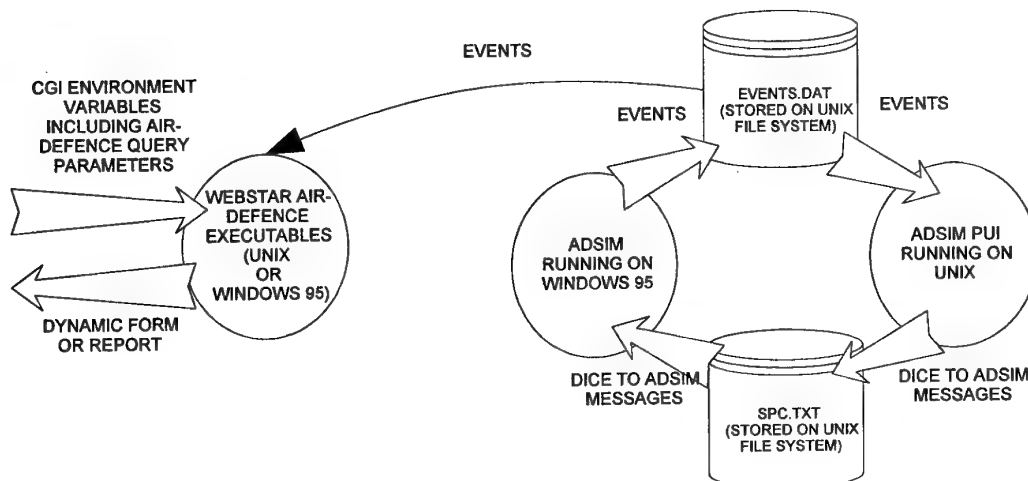 EVENTS
CGI ENVIRONMENT
VARIABLES
INCLUDING AIR-
DEFENCE QUERY
PARAMETERS
WEBSTAR AIR-
DEFENCE
EXECUTABLES
(UNIX
OR
WINDOWS 95)
DYNAMIC FORM
OR REPORT
EVENTS.DAT
(STORED ON UNIX
FILE SYSTEM)
EVENTS
EVENTS
ADSIM
RUNNING ON
WINDOWS 95
ADSIM PUI
RUNNING ON
UNIX
DICE TO ADSIM
MESSAGES
DICE TO ADSIM
MESSAGES
SPC.TXT
(STORED ON UNIX
FILE SYSTEM)